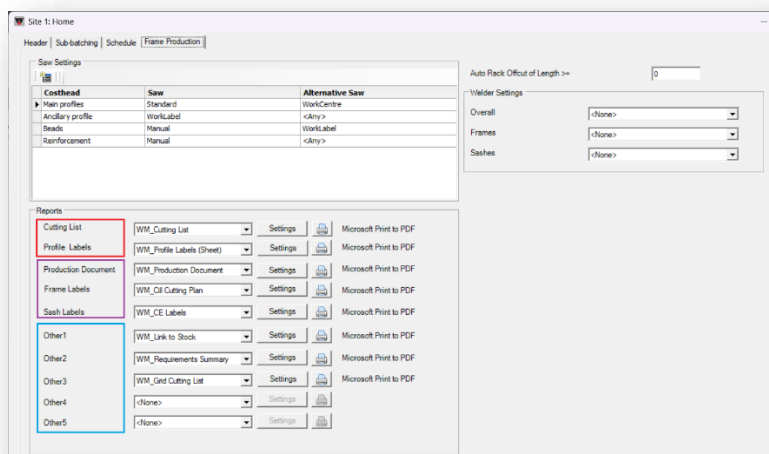 Site 1: Home
Header Sub-batching Schedule Frame Production
Saw Settings
Costhead Saw Alternative Saw
Main profiles Standard WorkCentre
Ancillary profile WorkLabel <Any>
Beads Manual WorkLabel
Reinforcement Manual <Any>
Auto Rack Offcut of Length >= 0
Welder Settings
Overall <None>
Frames <None>
Sashes <None>
Reports
Cutting List WM_Cutting List Settings Microsoft Print to PDF
Profile Labels WM_Profile Labels (Sheet) Settings Microsoft Print to PDF
Production Document WM_Production Document Settings Microsoft Print to PDF
Frame Labels WM_Cill Cutting Plan Settings Microsoft Print to PDF
Sash Labels WM_CE Labels Settings Microsoft Print to PDF
Other1 WM_Link to Stock Settings Microsoft Print to PDF
Other2 WM_Requirements Summary Settings Microsoft Print to PDF
Other3 WM_Grid Cutting List Settings Microsoft Print to PDF
Other4 <None> Settings
Other5 <None> Settings